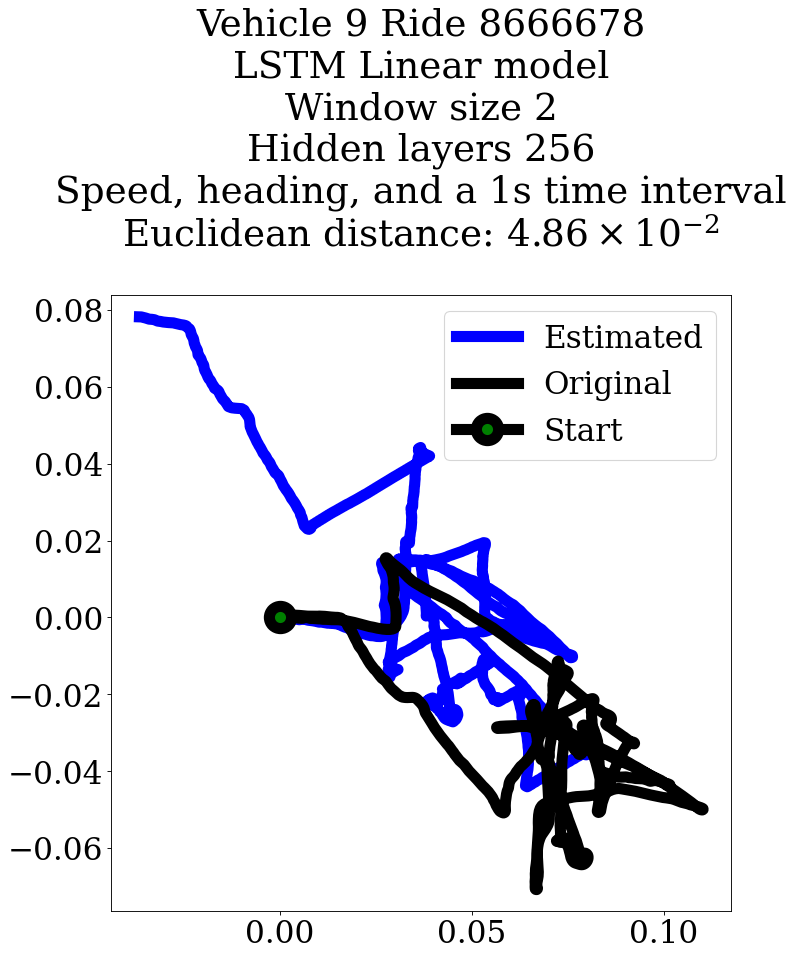 Vehicle 9 Ride 8666678
LSTM Linear model
Window size 2
Hidden layers 256
Speed, heading, and a 1s time interval
Euclidean distance: 4.86 × 10⁻²
0.08
0.06
0.04
0.02
0.00
−0.02
−0.04
−0.06
Estimated
Original
Start
0.00 0.05 0.10